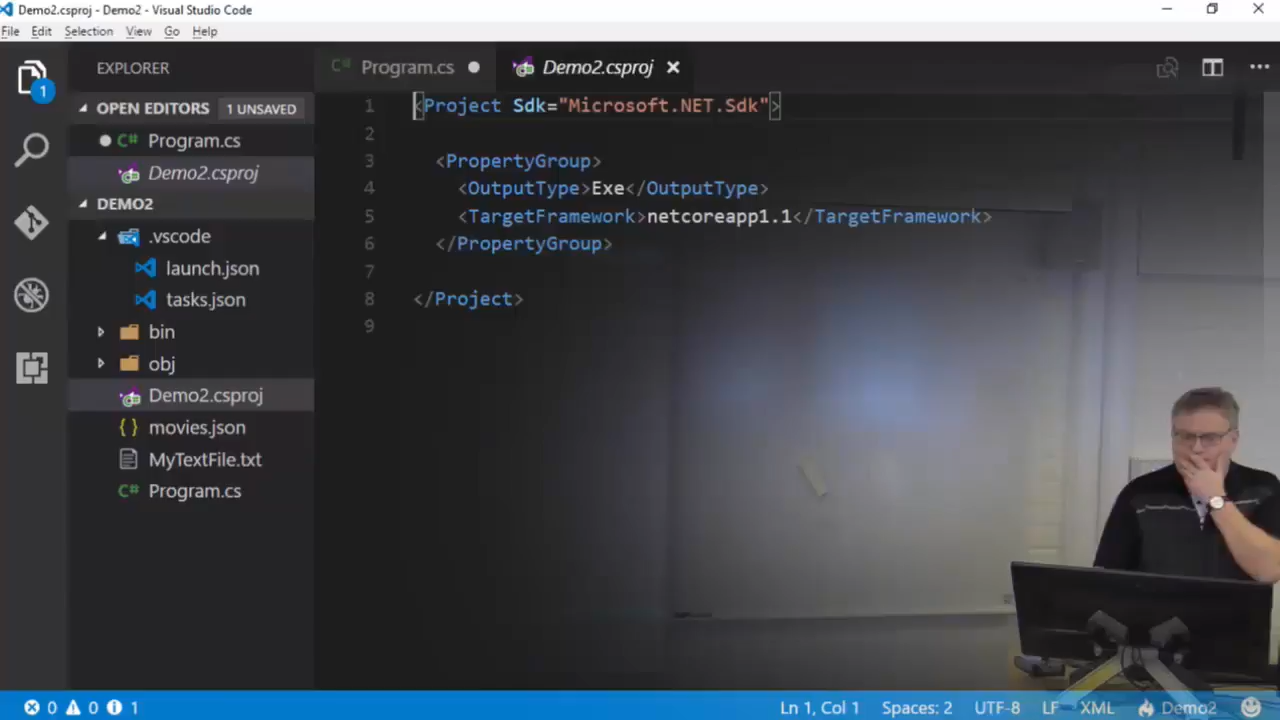 Demo2.csproj - Demo2 - Visual Studio Code
File Edit Selection View Go Help
EXPLORER
OPEN EDITORS 1 UNSAVED
C# Program.cs
Demo2.csproj
DEMO2
.vscode
launch.json
tasks.json
bin
obj
Demo2.csproj
{ } movies.json
MyTextFile.txt
C# Program.cs
1
C# Program.cs
Demo2.csproj
1 <Project Sdk="Microsoft.NET.Sdk">
2
3 <PropertyGroup>
4 <OutputType>Exe</OutputType>
5 <TargetFramework>netcoreapp1.1</TargetFramework>
6 </PropertyGroup>
7
8 </Project>
9
0 0 1 Ln 1, Col 1 Spaces: 2 UTF-8 LF XML Demo2